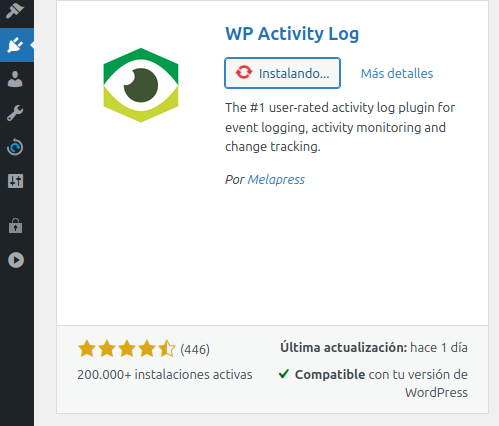 WP Activity Log
Instalando...
Más detalles
The #1 user-rated activity log plugin for
event logging, activity monitoring and
change tracking.
Por Melapress
(446)
200.000+ instalaciones activas
Última actualización: hace 1 día
Compatible con tu versión de
WordPress